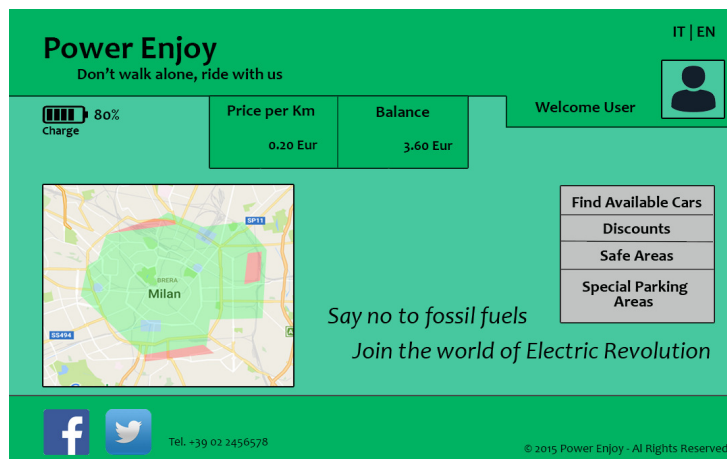 IT | EN
Power Enjoy
Don't walk alone, ride with us
80%
Charge
Price per Km
0.20 Eur
Balance
3.60 Eur
Welcome User
Find Available Cars
Discounts
Safe Areas
Special Parking
Areas
SP11
BRERA
Milan
SS494
Say no to fossil fuels
Join the world of Electric Revolution
f
Tel. +39 02 2456578
© 2015 Power Enjoy - Al Rights Reserved